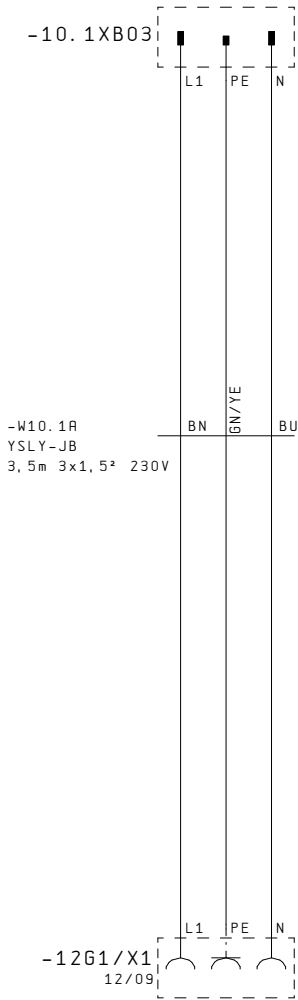 -10.1XB03
L1 PE N
GN/YE
-W10.1A BN BU
YSLY-JB
3,5m 3x1,5² 230V
L1 PE N
-12G1/X1
12/09